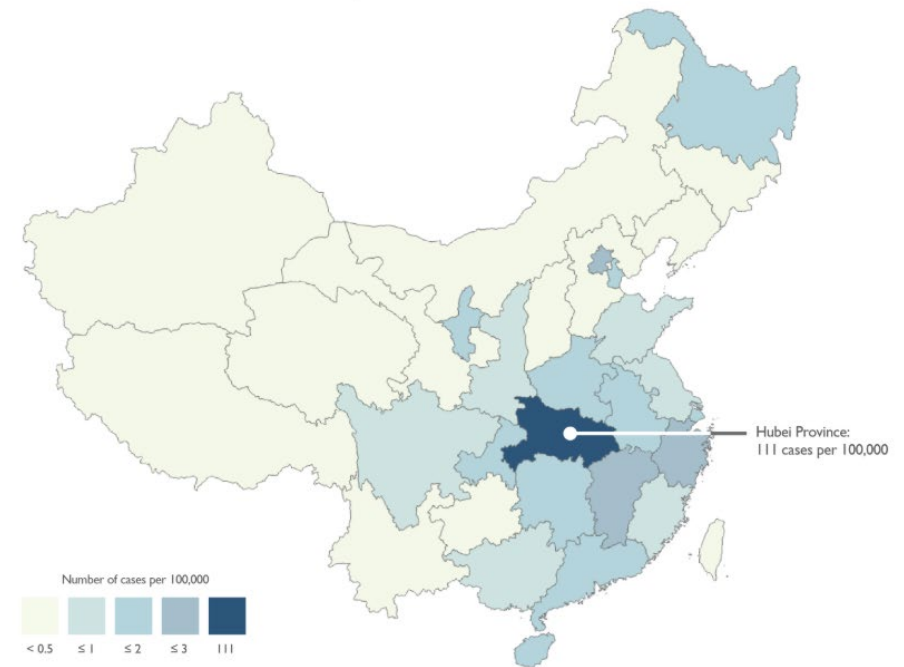 Hubei Province:
111 cases per 100,000
Number of cases per 100,000
< 0.5 ≤ 1 ≤ 2 ≤ 3 111